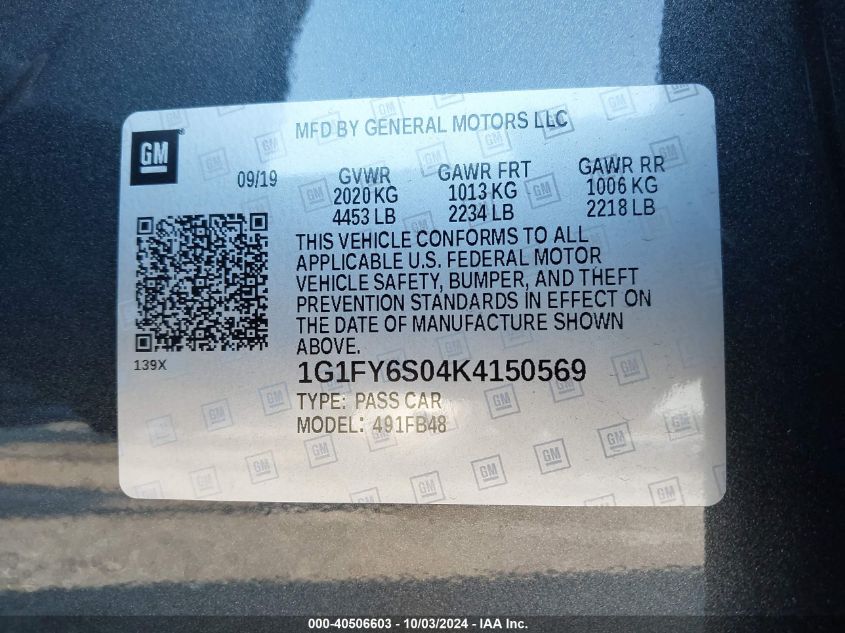 MFD BY GENERAL MOTORS LLC
GM
09/19
GVWR GAWR FRT GAWR RR
2020 KG 1013 KG 1006 KG
4453 LB 2234 LB 2218 LB
THIS VEHICLE CONFORMS TO ALL
APPLICABLE U.S. FEDERAL MOTOR
VEHICLE SAFETY, BUMPER, AND THEFT
PREVENTION STANDARDS IN EFFECT ON
THE DATE OF MANUFACTURE SHOWN
ABOVE.
139X
1G1FY6S04K4150569
TYPE: PASS CAR
MODEL: 491FB48
000-40506603 - 10/03/2024 - IAA Inc.